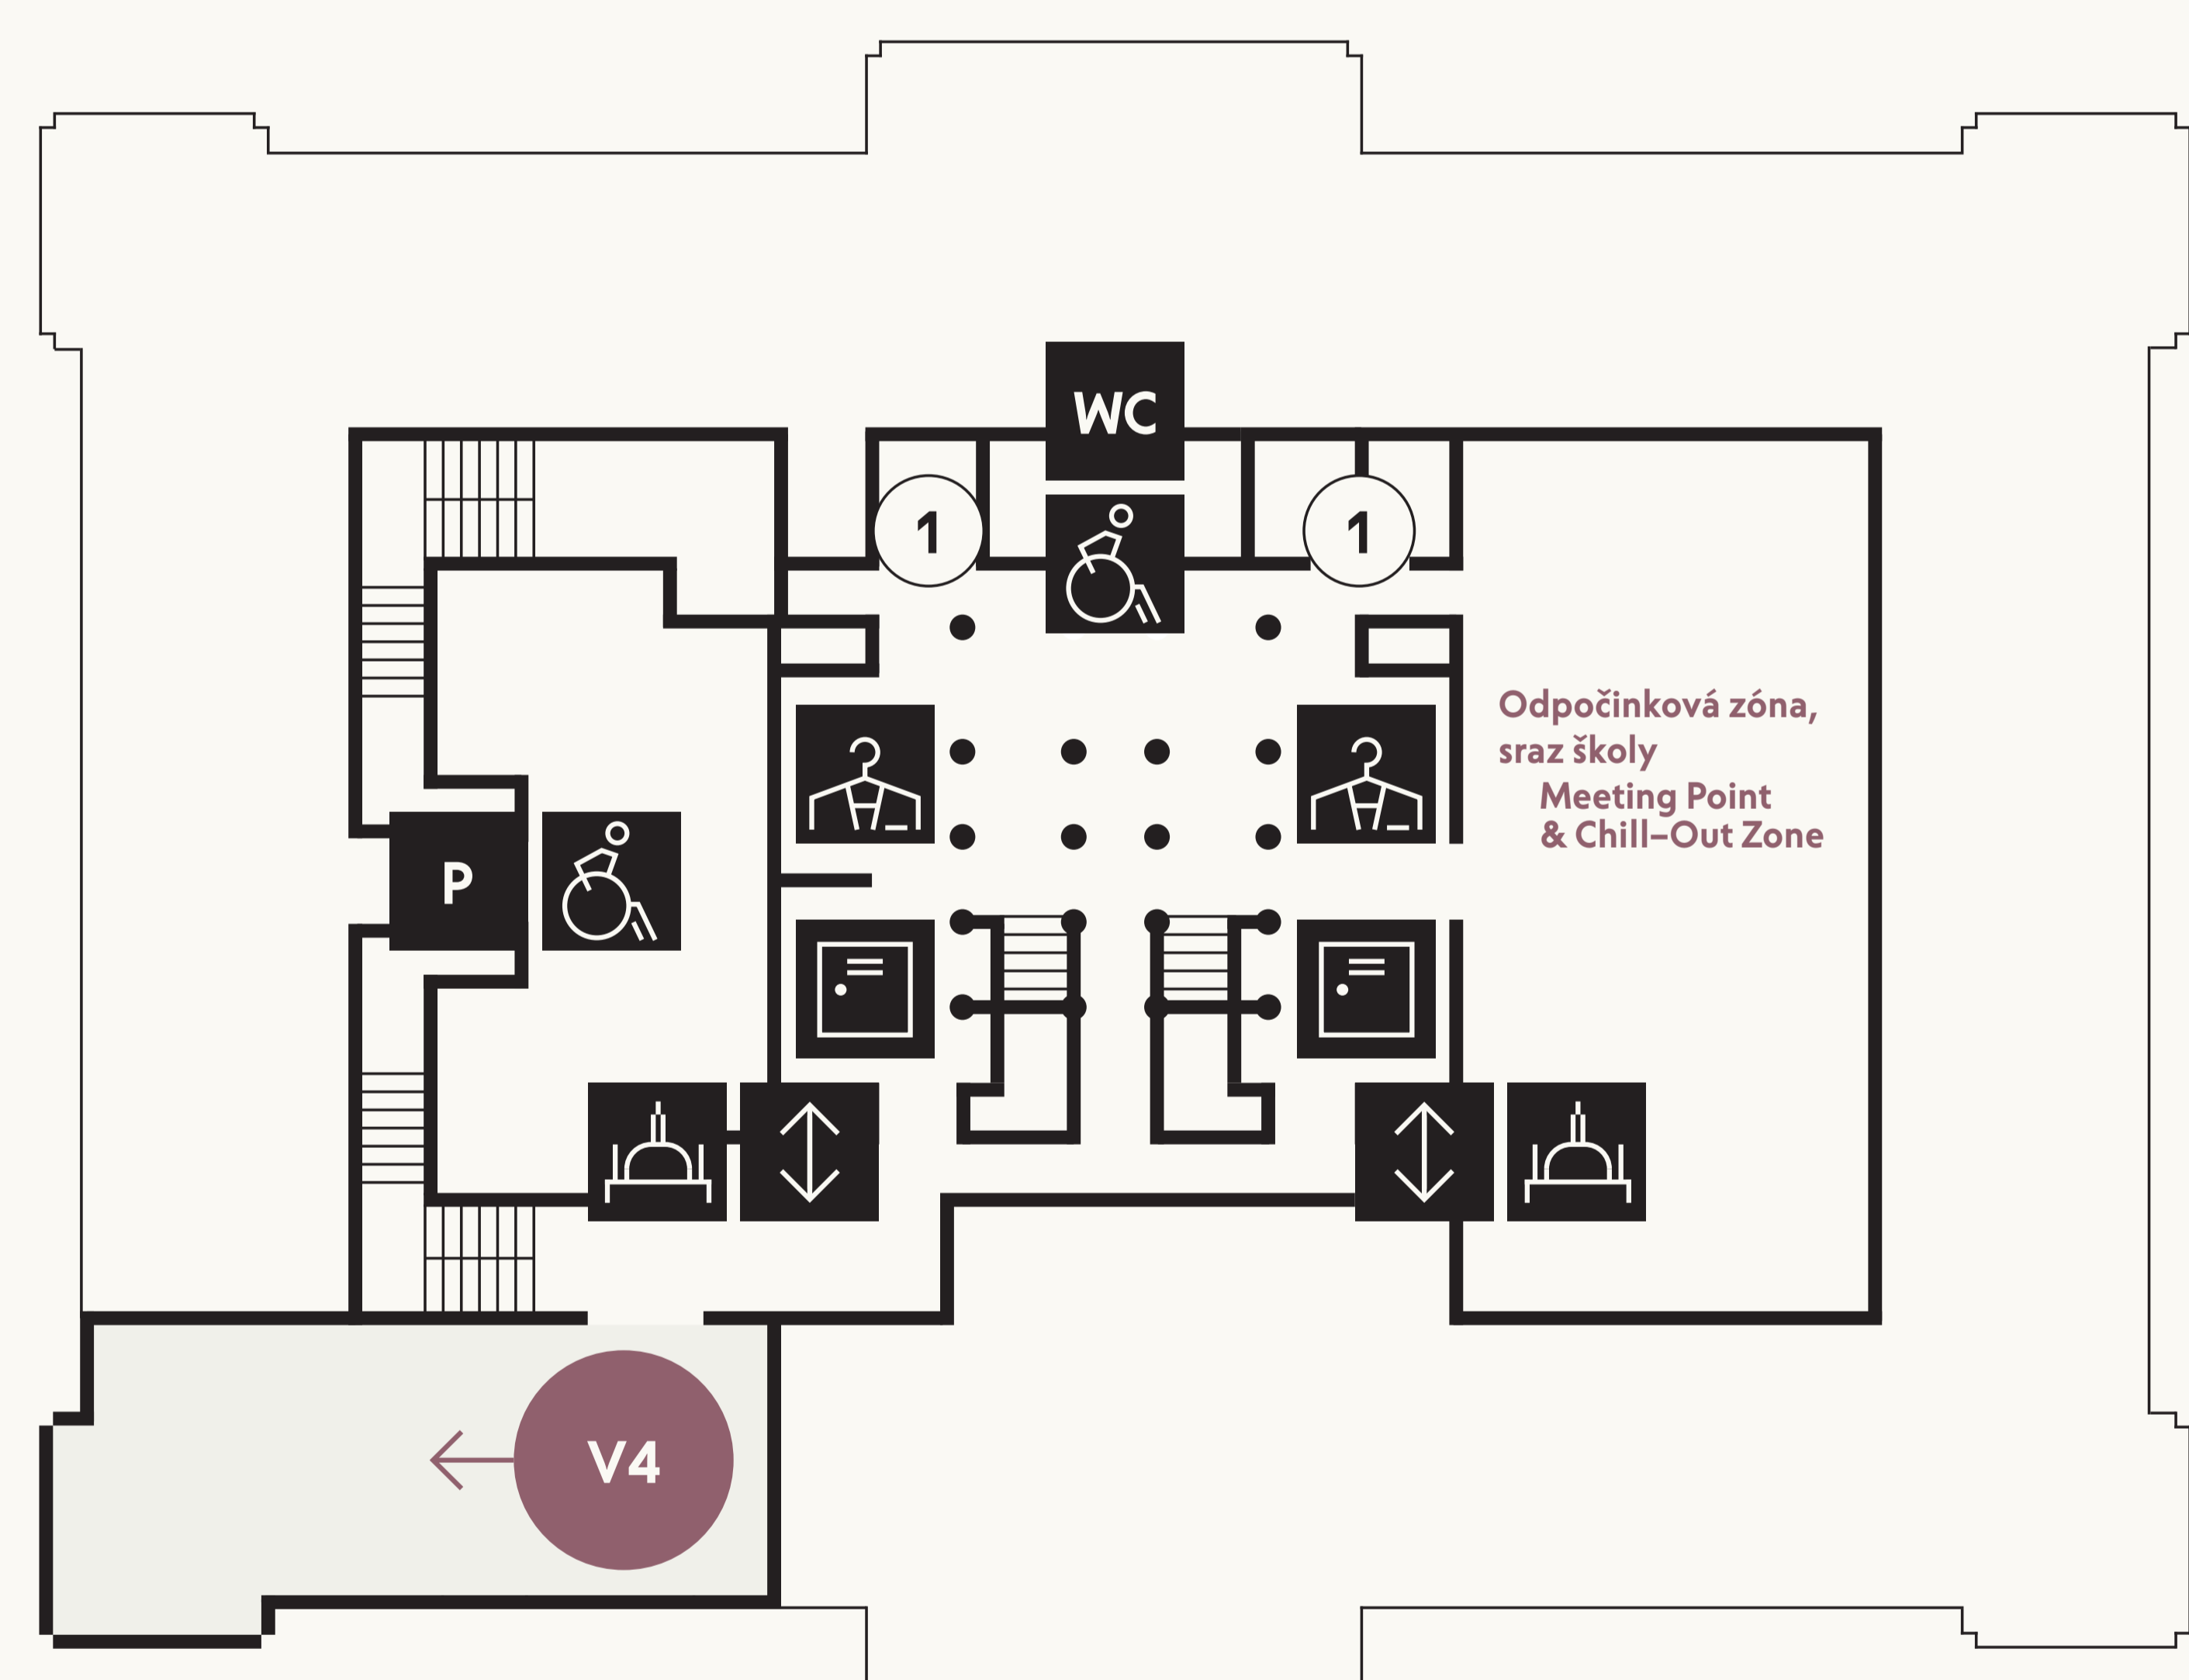 WC
1
1
Odpočinková zóna,
sraz školy
Meeting Point
& Chill-Out Zone
P
V4